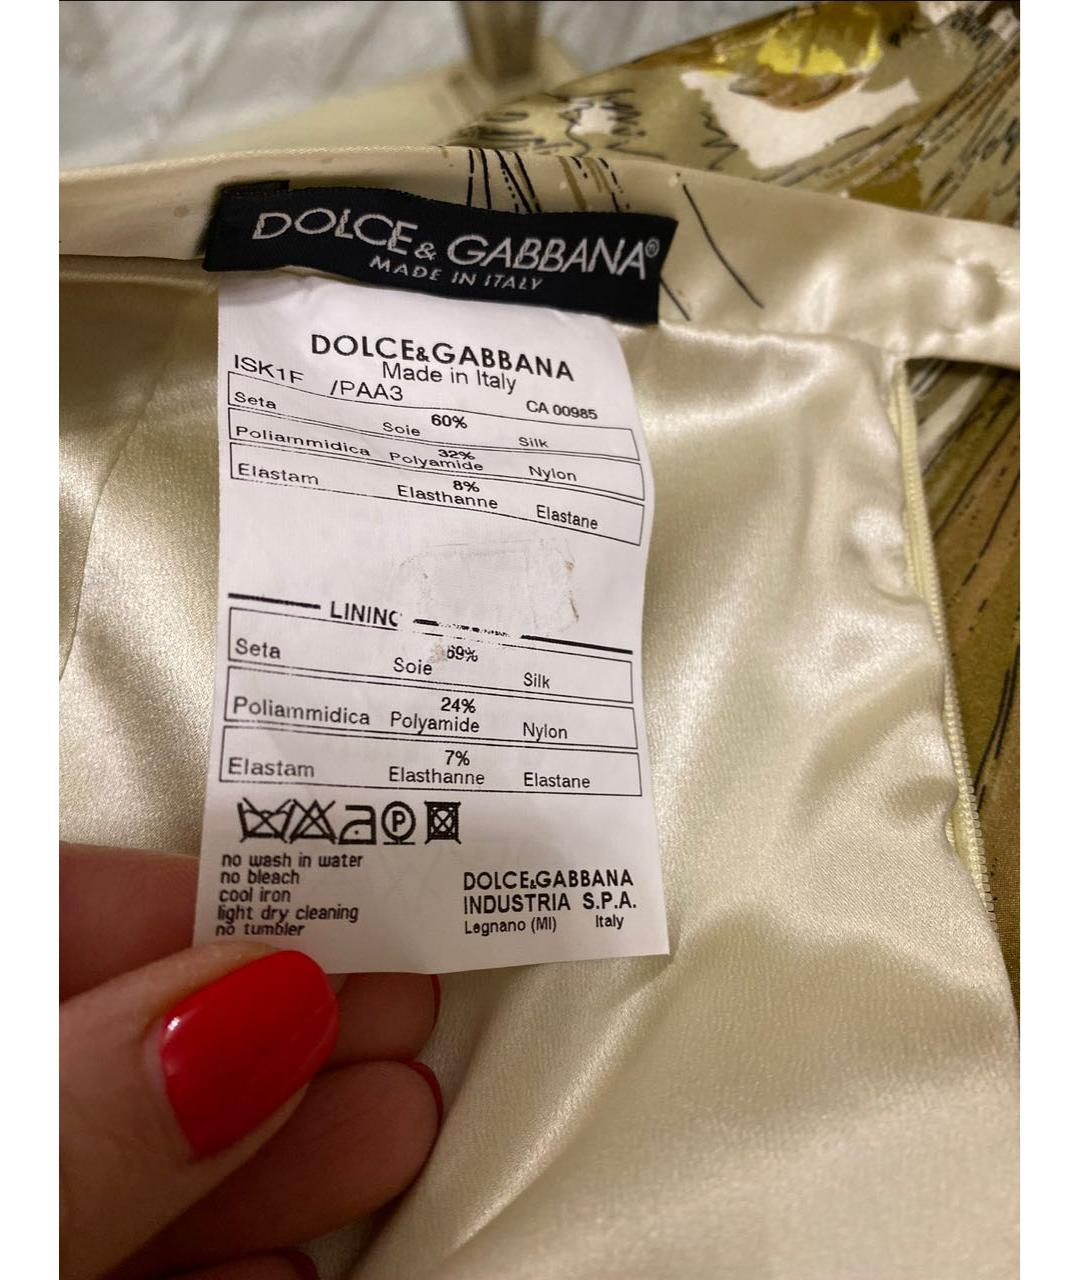 DOLCE & GABBANA®
MADE IN ITALY
DOLCE&GABBANA
Made in Italy
ISK1F /PAA3 CA 00985
60%
Seta Soie Silk
32%
Poliammidica Polyamide Nylon
8%
Elastam Elasthanne Elastane
LINING
69%
Seta Soie Silk
24%
Poliammidica Polyamide Nylon
7%
Elastam Elasthanne Elastane
P
no wash in water
no bleach
cool iron
light dry cleaning
no tumbler
DOLCE&GABBANA
INDUSTRIA S.P.A.
Legnano (MI) Italy